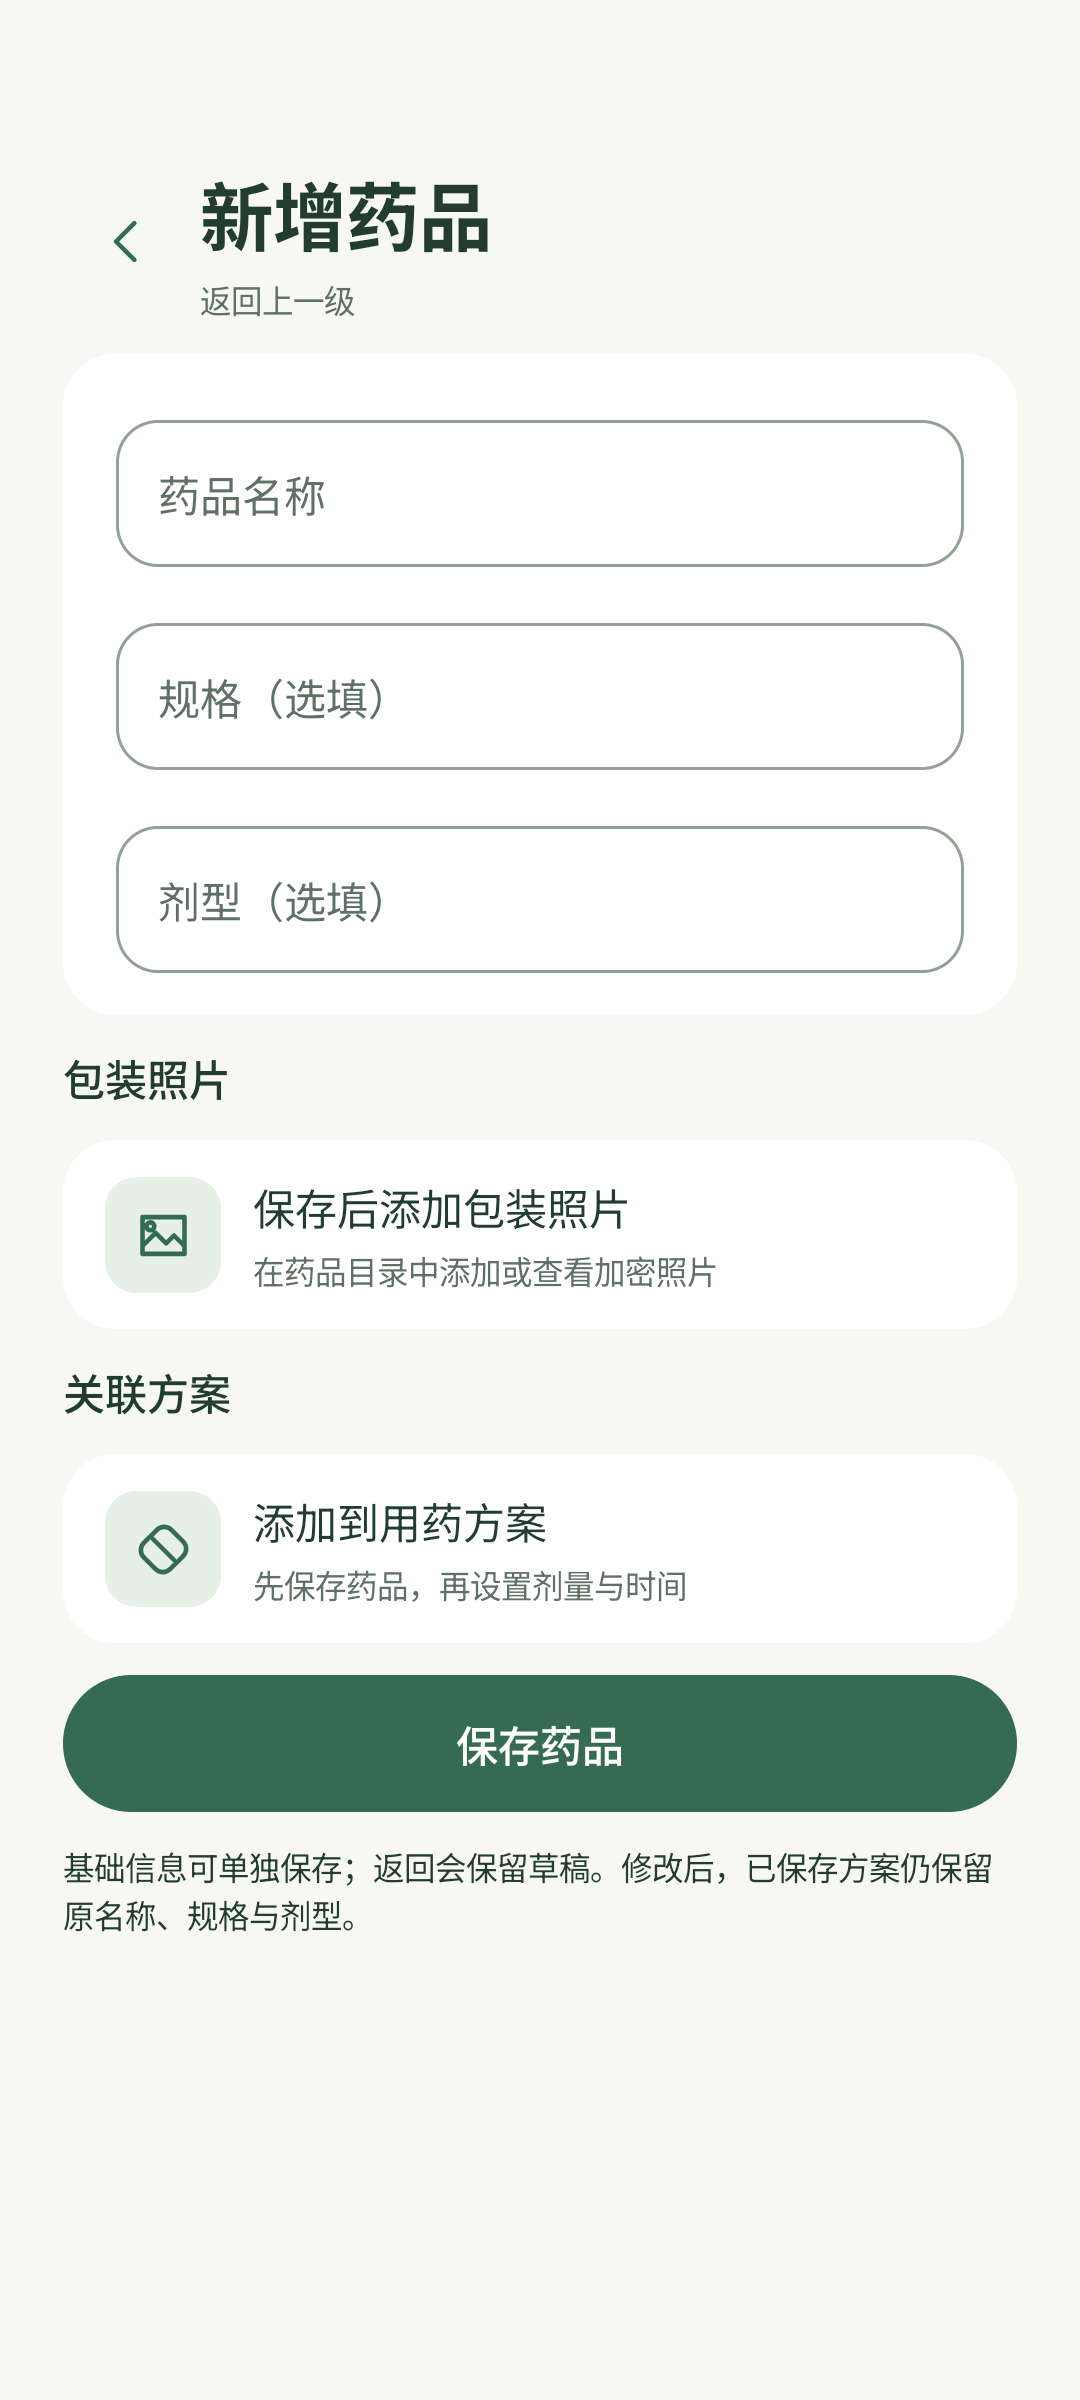 新增药品
返回上一级
药品名称
规格（选填）
剂型（选填）
包装照片
保存后添加包装照片
在药品目录中添加或查看加密照片
关联方案
添加到用药方案
先保存药品，再设置剂量与时间
保存药品
基础信息可单独保存；返回会保留草稿。修改后，已保存方案仍保留
原名称、规格与剂型。